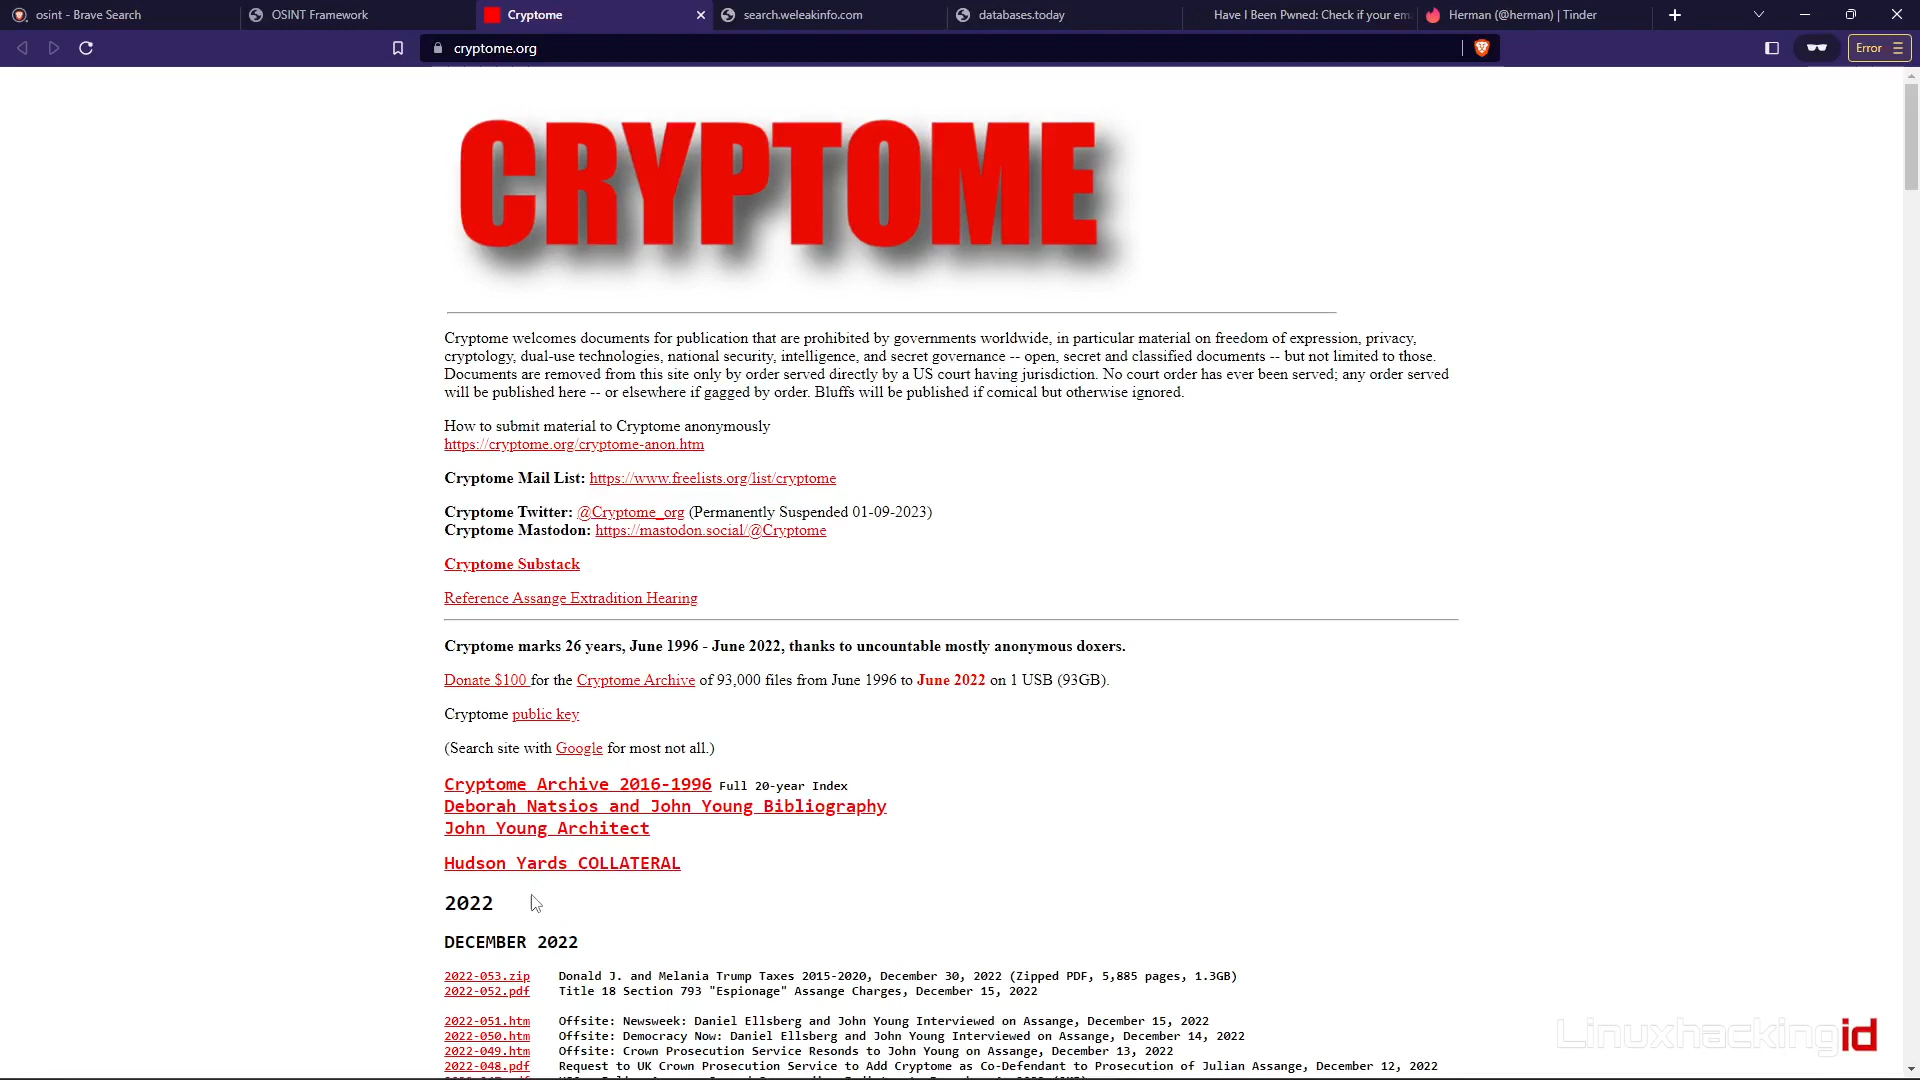 osint - Brave Search
OSINT Framework
Cryptome
search.weleakinfo.com
databases.today
Have I Been Pwned: Check if your em
Herman (@herman) | Tinder
cryptome.org
Error
CRYPTOME
Cryptome welcomes documents for publication that are prohibited by governments worldwide, in particular material on freedom of expression, privacy,
cryptology, dual-use technologies, national security, intelligence, and secret governance -- open, secret and classified documents -- but not limited to those.
Documents are removed from this site only by order served directly by a US court having jurisdiction. No court order has ever been served; any order served
will be published here -- or elsewhere if gagged by order. Bluffs will be published if comical but otherwise ignored.
How to submit material to Cryptome anonymously
https://cryptome.org/cryptome-anon.htm
Cryptome Mail List: https://www.freelists.org/list/cryptome
Cryptome Twitter: @Cryptome_org (Permanently Suspended 01-09-2023)
Cryptome Mastodon: https://mastodon.social/@Cryptome
Cryptome Substack
Reference Assange Extradition Hearing
Cryptome marks 26 years, June 1996 - June 2022, thanks to uncountable mostly anonymous doxers.
Donate $100 for the Cryptome Archive of 93,000 files from June 1996 to June 2022 on 1 USB (93GB).
Cryptome public key
(Search site with Google for most not all.)
Cryptome Archive 2016-1996 Full 20-year Index
Deborah Natsios and John Young Bibliography
John Young Architect
Hudson Yards COLLATERAL
2022
DECEMBER 2022
2022-053.zip Donald J. and Melania Trump Taxes 2015-2020, December 30, 2022 (Zipped PDF, 5,885 pages, 1.3GB)
2022-052.pdf Title 18 Section 793 "Espionage" Assange Charges, December 15, 2022
2022-051.htm Offsite: Newsweek: Daniel Ellsberg and John Young Interviewed on Assange, December 15, 2022
2022-050.htm Offsite: Democracy Now: Daniel Ellsberg and John Young Interviewed on Assange, December 14, 2022
2022-049.htm Offsite: Crown Prosecution Service Resonds to John Young on Assange, December 13, 2022
2022-048.pdf Request to UK Crown Prosecution Service to Add Cryptome as Co-Defendant to Prosecution of Julian Assange, December 12, 2022
Linuxhackingid